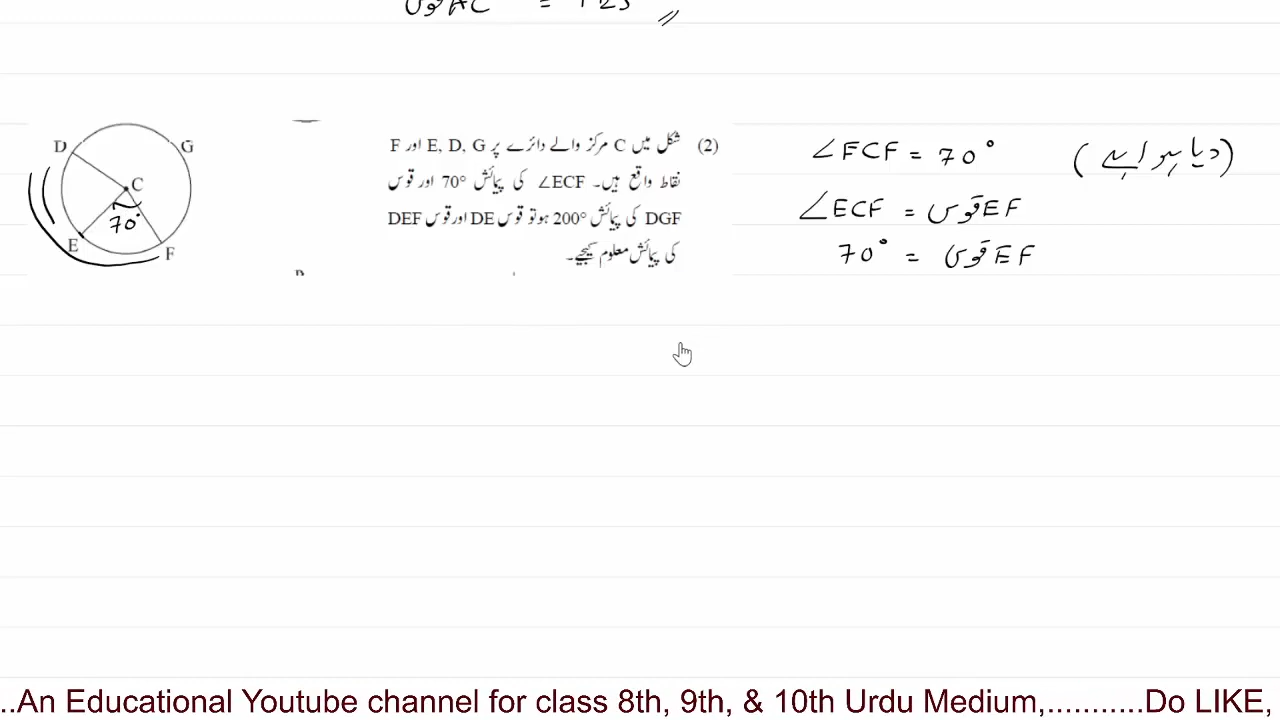 قوس AC = 125
D
G
C
70°
E
F
(2) شکل میں C مرکز والے دائرے پر E, D, G اور F
نقاط واقع ہیں۔ ∠ECF کی پیمائش 70° اور قوس
DGF کی پیمائش 200° ہو تو قوس DE اور قوس DEF
کی پیمائش معلوم کیجیے۔
∠ECF = 70° (دیا ہوا ہے)
∠ECF = قوس EF
70° = قوس EF
..An Educational Youtube channel for class 8th, 9th, & 10th Urdu Medium,...........Do LIKE,